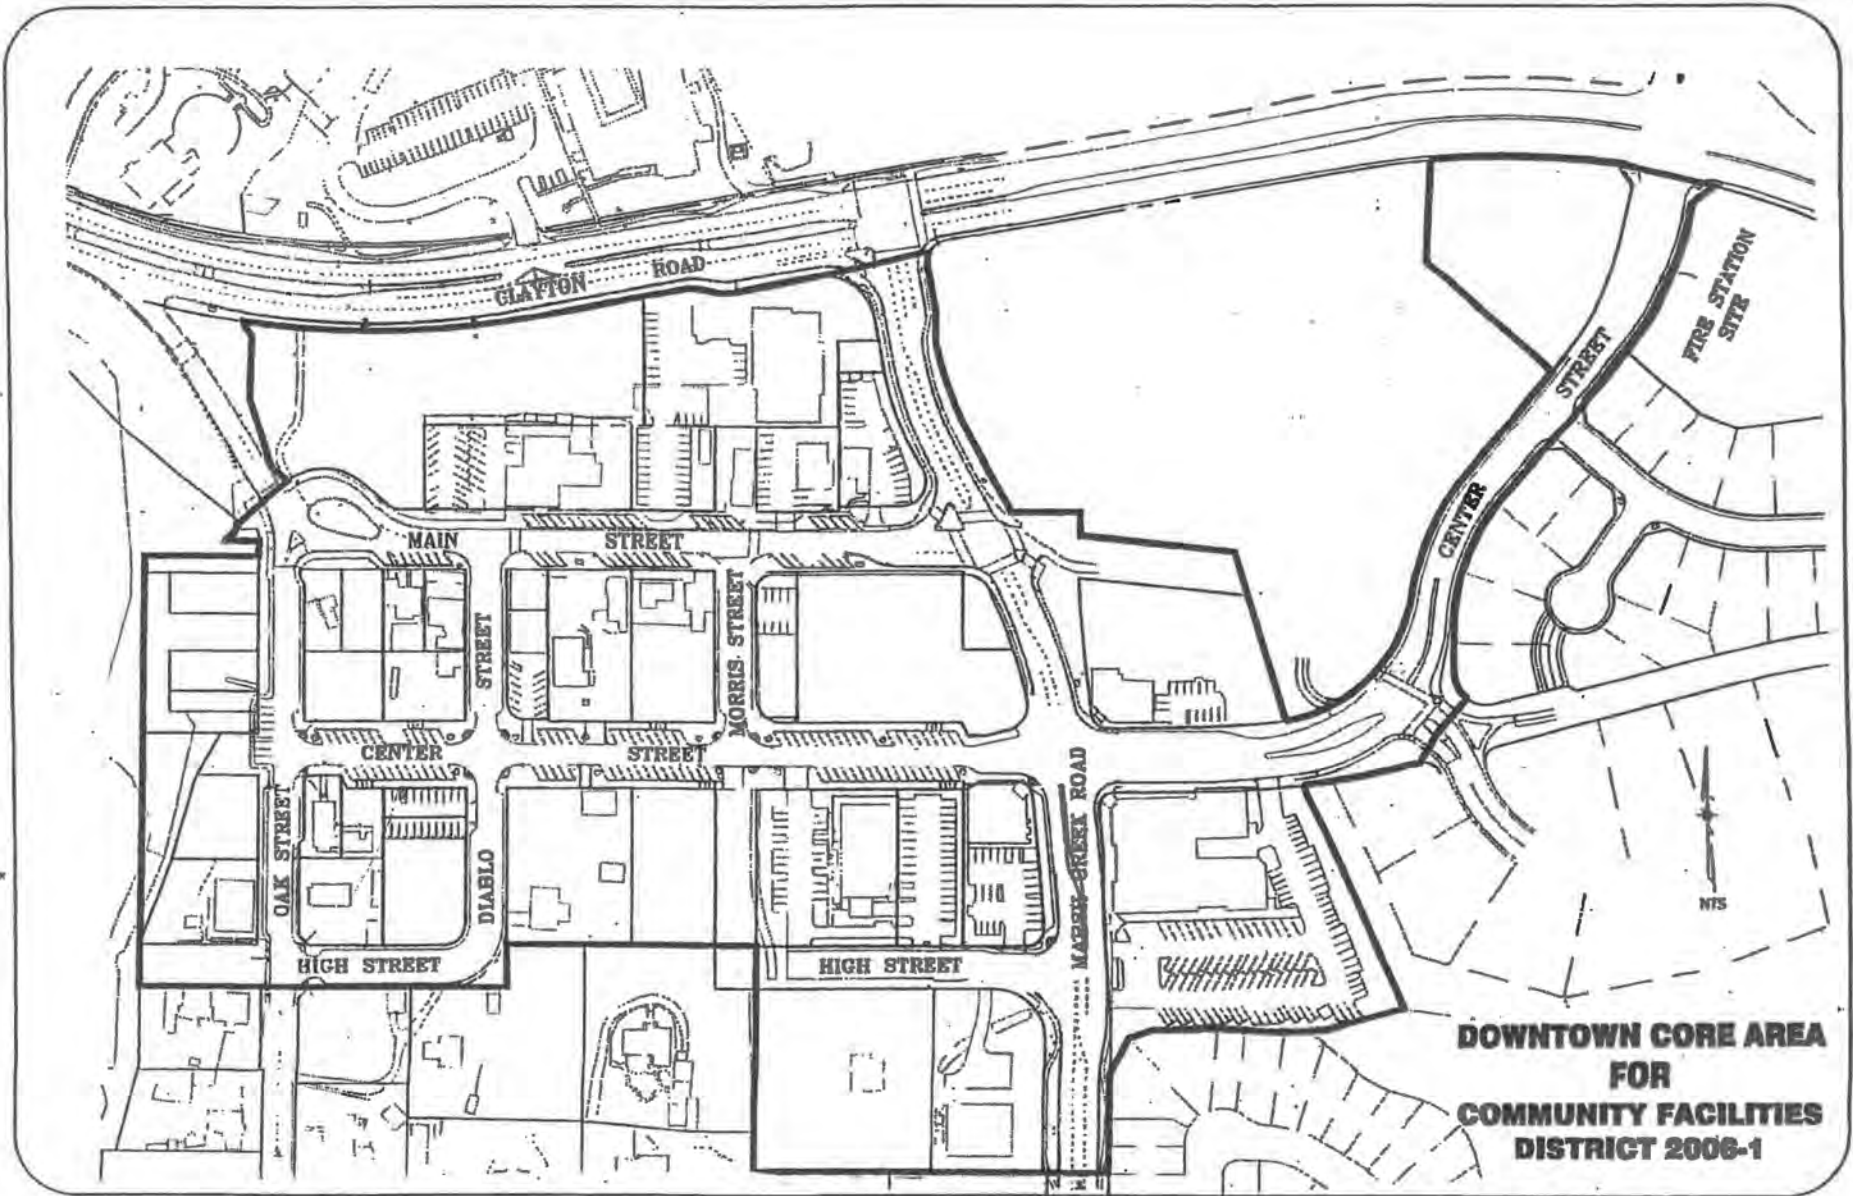 CLAYTON ROAD
FIRE STATION
SITE
STREET
CENTER
MAIN STREET
STREET
MORRIS STREET
CENTER STREET
OAK STREET
DIABLO
MARSH CREEK ROAD
HIGH STREET
HIGH STREET
NTS
DOWNTOWN CORE AREA
FOR
COMMUNITY FACILITIES
DISTRICT 2006-1